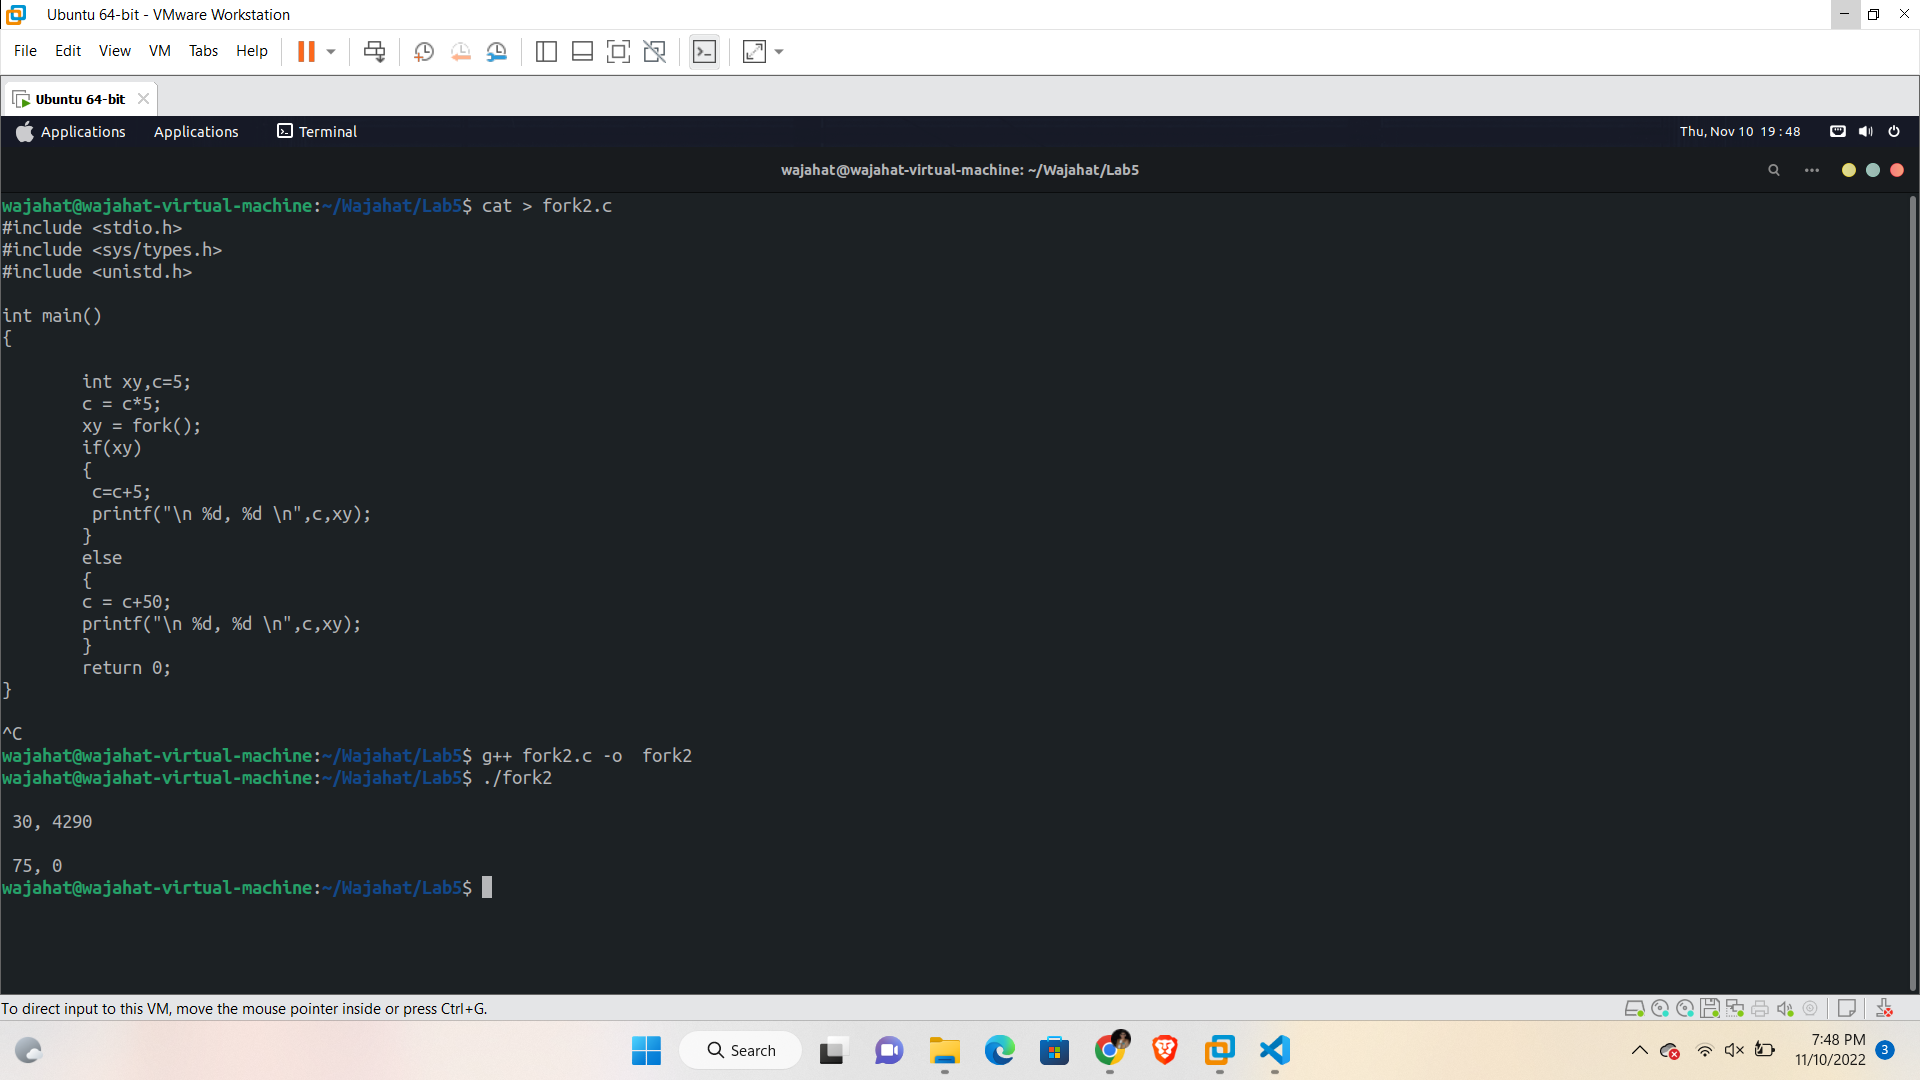 Ubuntu 64-bit - VMware Workstation
File Edit View VM Tabs Help
Ubuntu 64-bit
Applications Applications Terminal Thu, Nov 10 19 : 48
wajahat@wajahat-virtual-machine: ~/Wajahat/Lab5
wajahat@wajahat-virtual-machine:~/Wajahat/Lab5$ cat > fork2.c
#include <stdio.h>
#include <sys/types.h>
#include <unistd.h>
int main()
{
int xy,c=5;
c = c*5;
xy = fork();
if(xy)
{
c=c+5;
printf("\n %d, %d \n",c,xy);
}
else
{
c = c+50;
printf("\n %d, %d \n",c,xy);
}
return 0;
}
^C
wajahat@wajahat-virtual-machine:~/Wajahat/Lab5$ g++ fork2.c -o  fork2
wajahat@wajahat-virtual-machine:~/Wajahat/Lab5$ ./fork2
30, 4290
75, 0
wajahat@wajahat-virtual-machine:~/Wajahat/Lab5$
To direct input to this VM, move the mouse pointer inside or press Ctrl+G.
Search
7:48 PM
11/10/2022
3